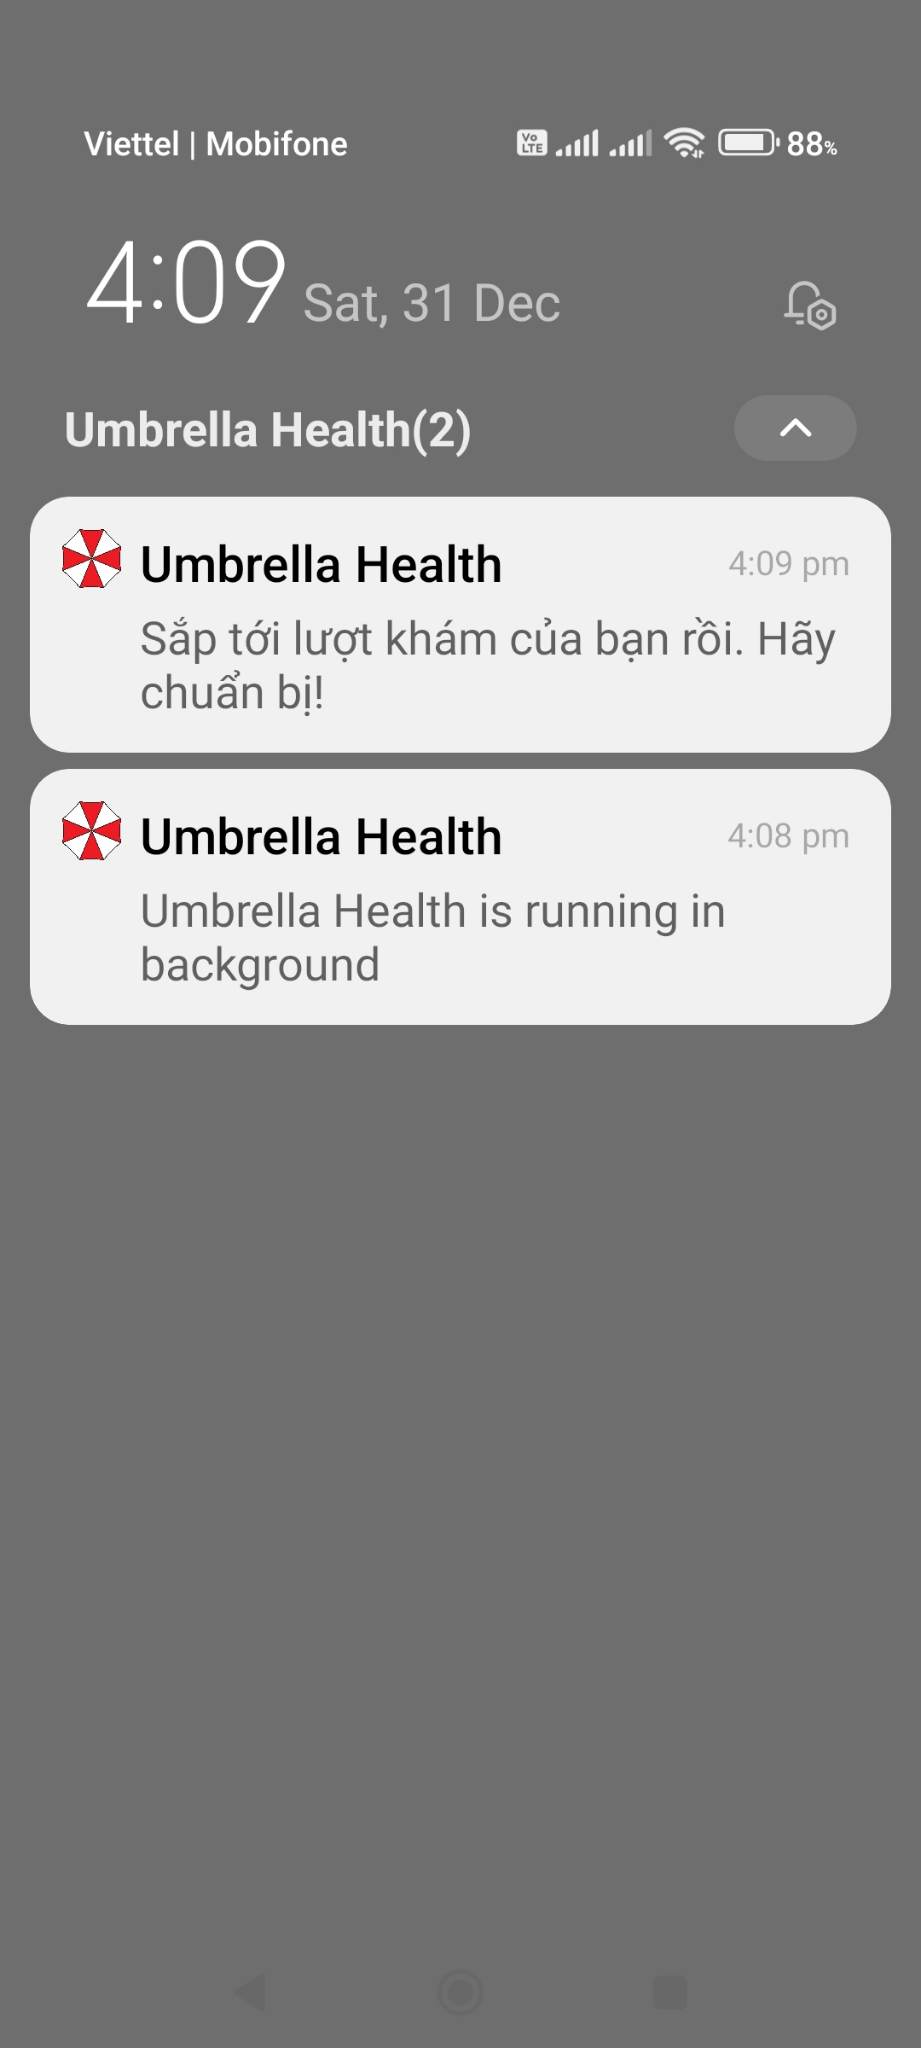 Viettel | Mobifone
Vo
LTE
88%
4:09 Sat, 31 Dec
Umbrella Health(2)
Umbrella Health 4:09 pm
Sắp tới lượt khám của bạn rồi. Hãy
chuẩn bị!
Umbrella Health 4:08 pm
Umbrella Health is running in
background